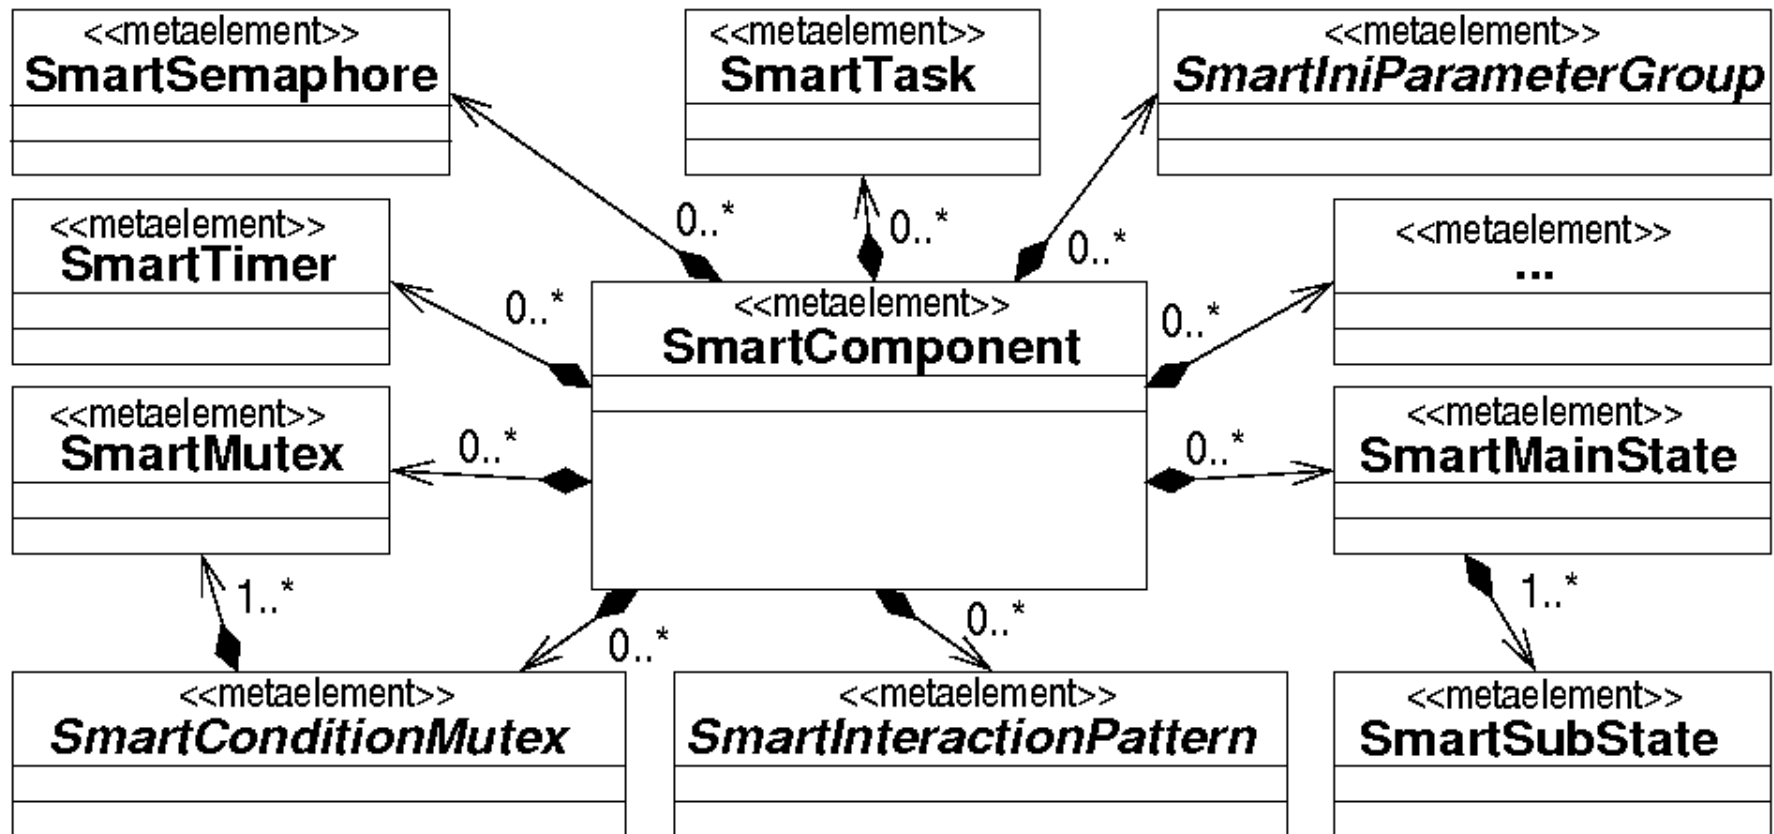 <<metaelement>>
SmartSemaphore
<<metaelement>>
SmartTask
<<metaelement>>
SmartIniParameterGroup
0..*
0..*
0..*
<<metaelement>>
SmartTimer
<<metaelement>>
...
0..*
<<metaelement>>
SmartComponent
0..*
<<metaelement>>
SmartMutex
0..*
0..*
<<metaelement>>
SmartMainState
1..*
0..*
0..*
1..*
<<metaelement>>
SmartConditionMutex
<<metaelement>>
SmartInteractionPattern
<<metaelement>>
SmartSubState